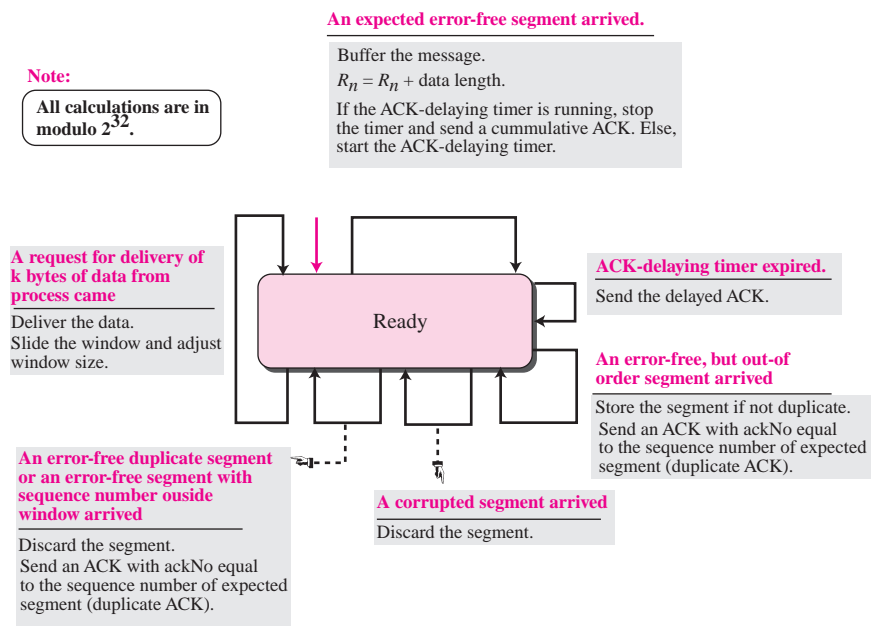 An expected error-free segment arrived.
Buffer the message.
Rn = Rn + data length.
If the ACK-delaying timer is running, stop
the timer and send a cummulative ACK. Else,
start the ACK-delaying timer.
Note:
All calculations are in
modulo 2^32.
A request for delivery of
k bytes of data from
process came
Deliver the data.
Slide the window and adjust
window size.
Ready
ACK-delaying timer expired.
Send the delayed ACK.
An error-free, but out-of
order segment arrived
Store the segment if not duplicate.
Send an ACK with ackNo equal
to the sequence number of expected
segment (duplicate ACK).
An error-free duplicate segment
or an error-free segment with
sequence number ouside
window arrived
Discard the segment.
Send an ACK with ackNo equal
to the sequence number of expected
segment (duplicate ACK).
A corrupted segment arrived
Discard the segment.